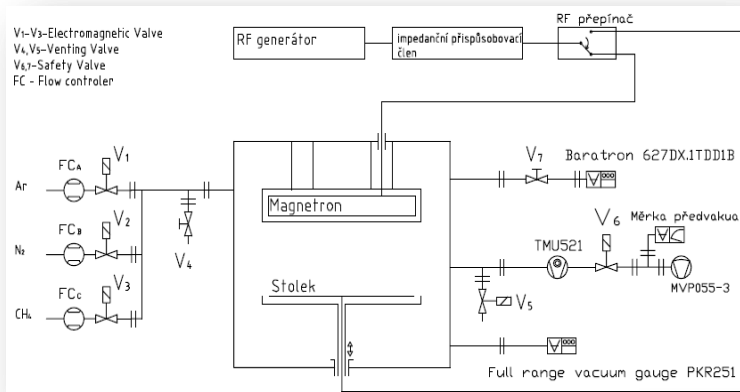 V1-V3-Electromagnetic Valve
V4,V5-Venting Valve
V6,7-Safety Valve
FC - Flow controler
RF generátor
impedanční přispůsobovací
člen
RF přepínač
FCA
V1
Ar
FCB
V2
N2
FCC
V3
CH4
V4
Magnetron
Stolek
V7
Baratron 627DX.1TDD1B
V6
Měrka předvakua
TMU521
MVP055-3
V5
Full range vacuum gauge PKR251